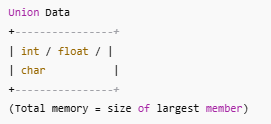 Union Data
+----------------+
| int / float / |
| char           |
+----------------+
(Total memory = size of largest member)